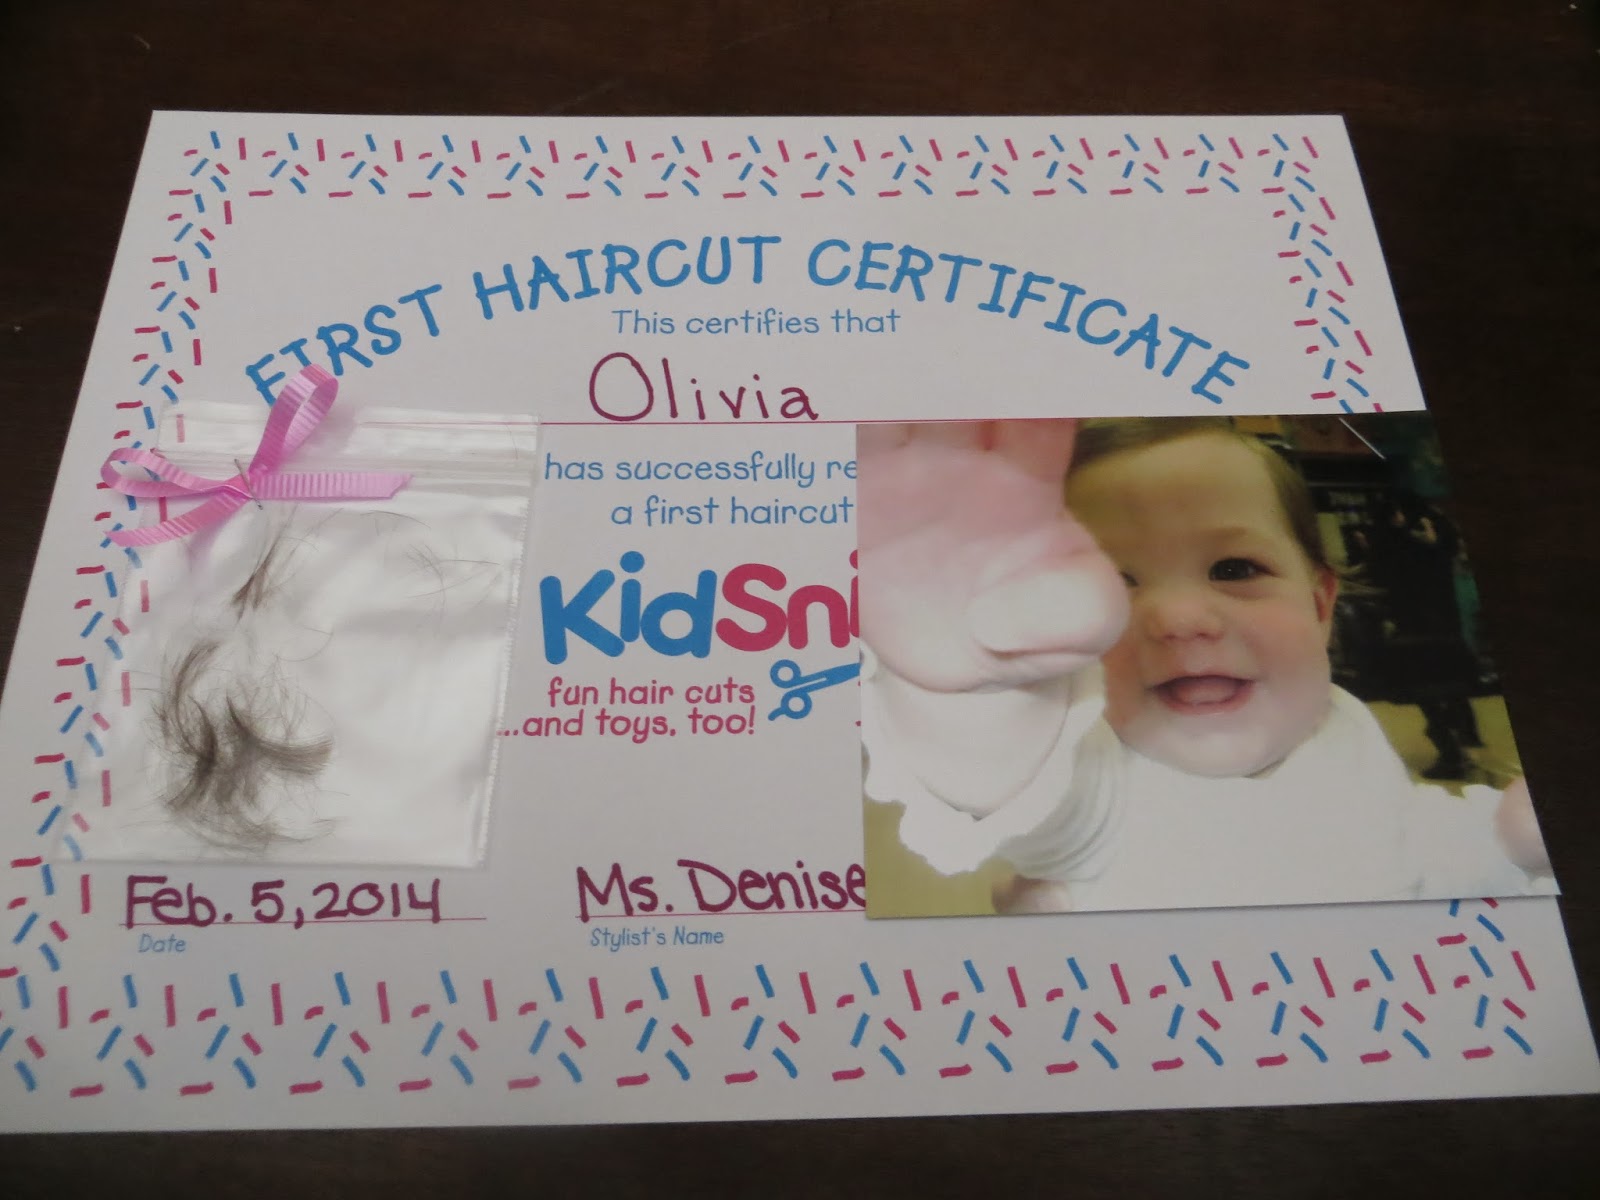 FIRST HAIRCUT CERTIFICATE
This certifies that
Olivia
has successfully re
a first haircut
KidSni
fun hair cuts
...and toys, too!
Feb. 5, 2014
Ms. Denise
Date
Stylist's Name